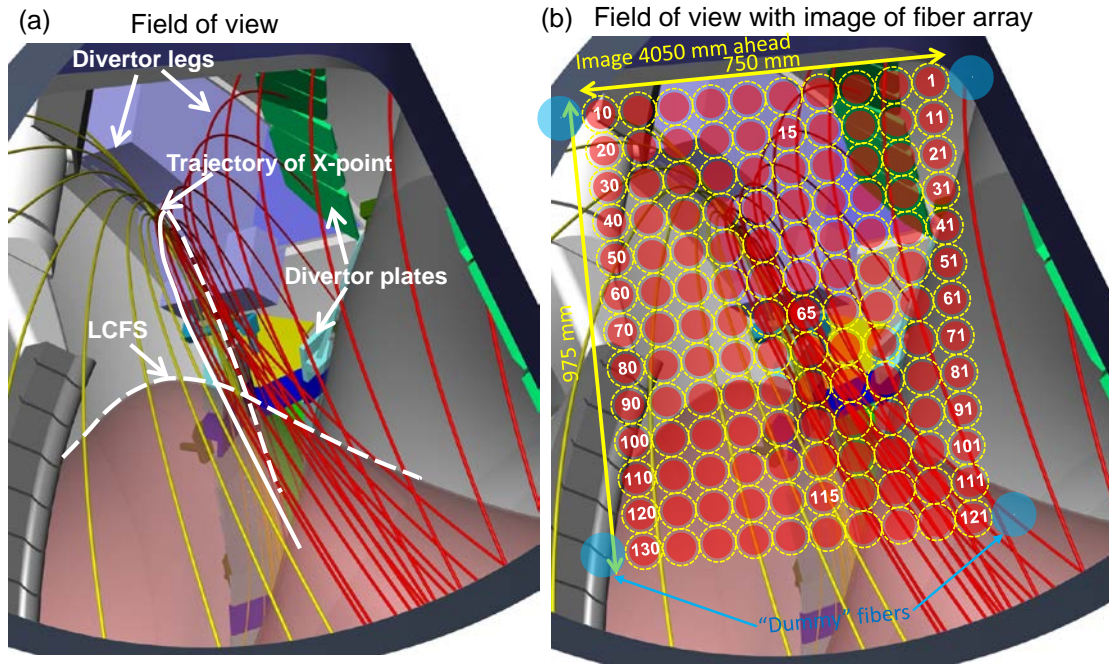 (a)
Field of view
Divertor legs
Trajectory of X-point
Divertor plates
LCFS
(b)
Field of view with image of fiber array
Image 4050 mm ahead
750 mm
975 mm
1
10
11
15
20
21
30
31
40
41
50
51
60
61
65
70
71
80
81
90
91
100
101
110
111
115
120
121
130
"Dummy" fibers